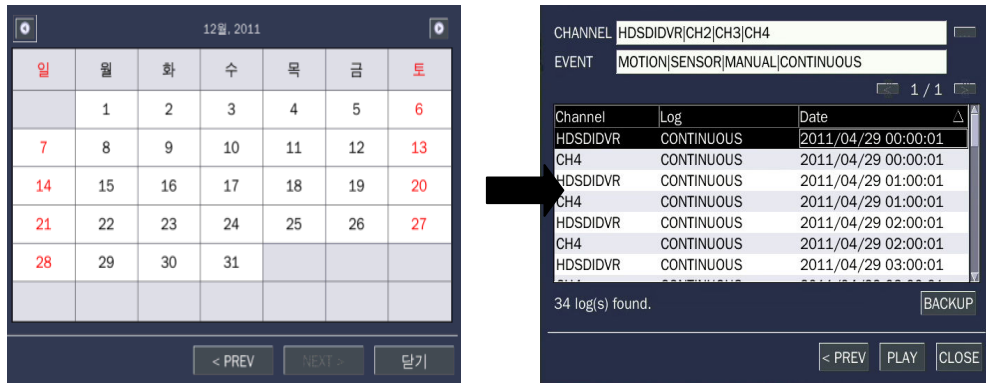 12월, 2011
일 월 화 수 목 금 토
1 2 3 4 5 6
7 8 9 10 11 12 13
14 15 16 17 18 19 20
21 22 23 24 25 26 27
28 29 30 31
< PREV NEXT > 닫기
CHANNEL HDSDIDVR|CH2|CH3|CH4
EVENT MOTION|SENSOR|MANUAL|CONTINUOUS
1 / 1
Channel Log Date
HDSDIDVR CONTINUOUS 2011/04/29 00:00:01
CH4 CONTINUOUS 2011/04/29 00:00:01
HDSDIDVR CONTINUOUS 2011/04/29 01:00:01
CH4 CONTINUOUS 2011/04/29 01:00:01
HDSDIDVR CONTINUOUS 2011/04/29 02:00:01
CH4 CONTINUOUS 2011/04/29 02:00:01
HDSDIDVR CONTINUOUS 2011/04/29 03:00:01
34 log(s) found. BACKUP
< PREV PLAY CLOSE